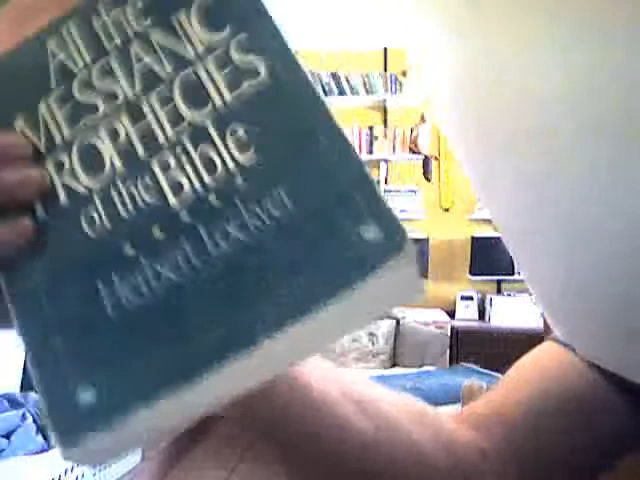 All the
MESSIANIC
PROPHECIES
of the Bible
Herbert Lockyer